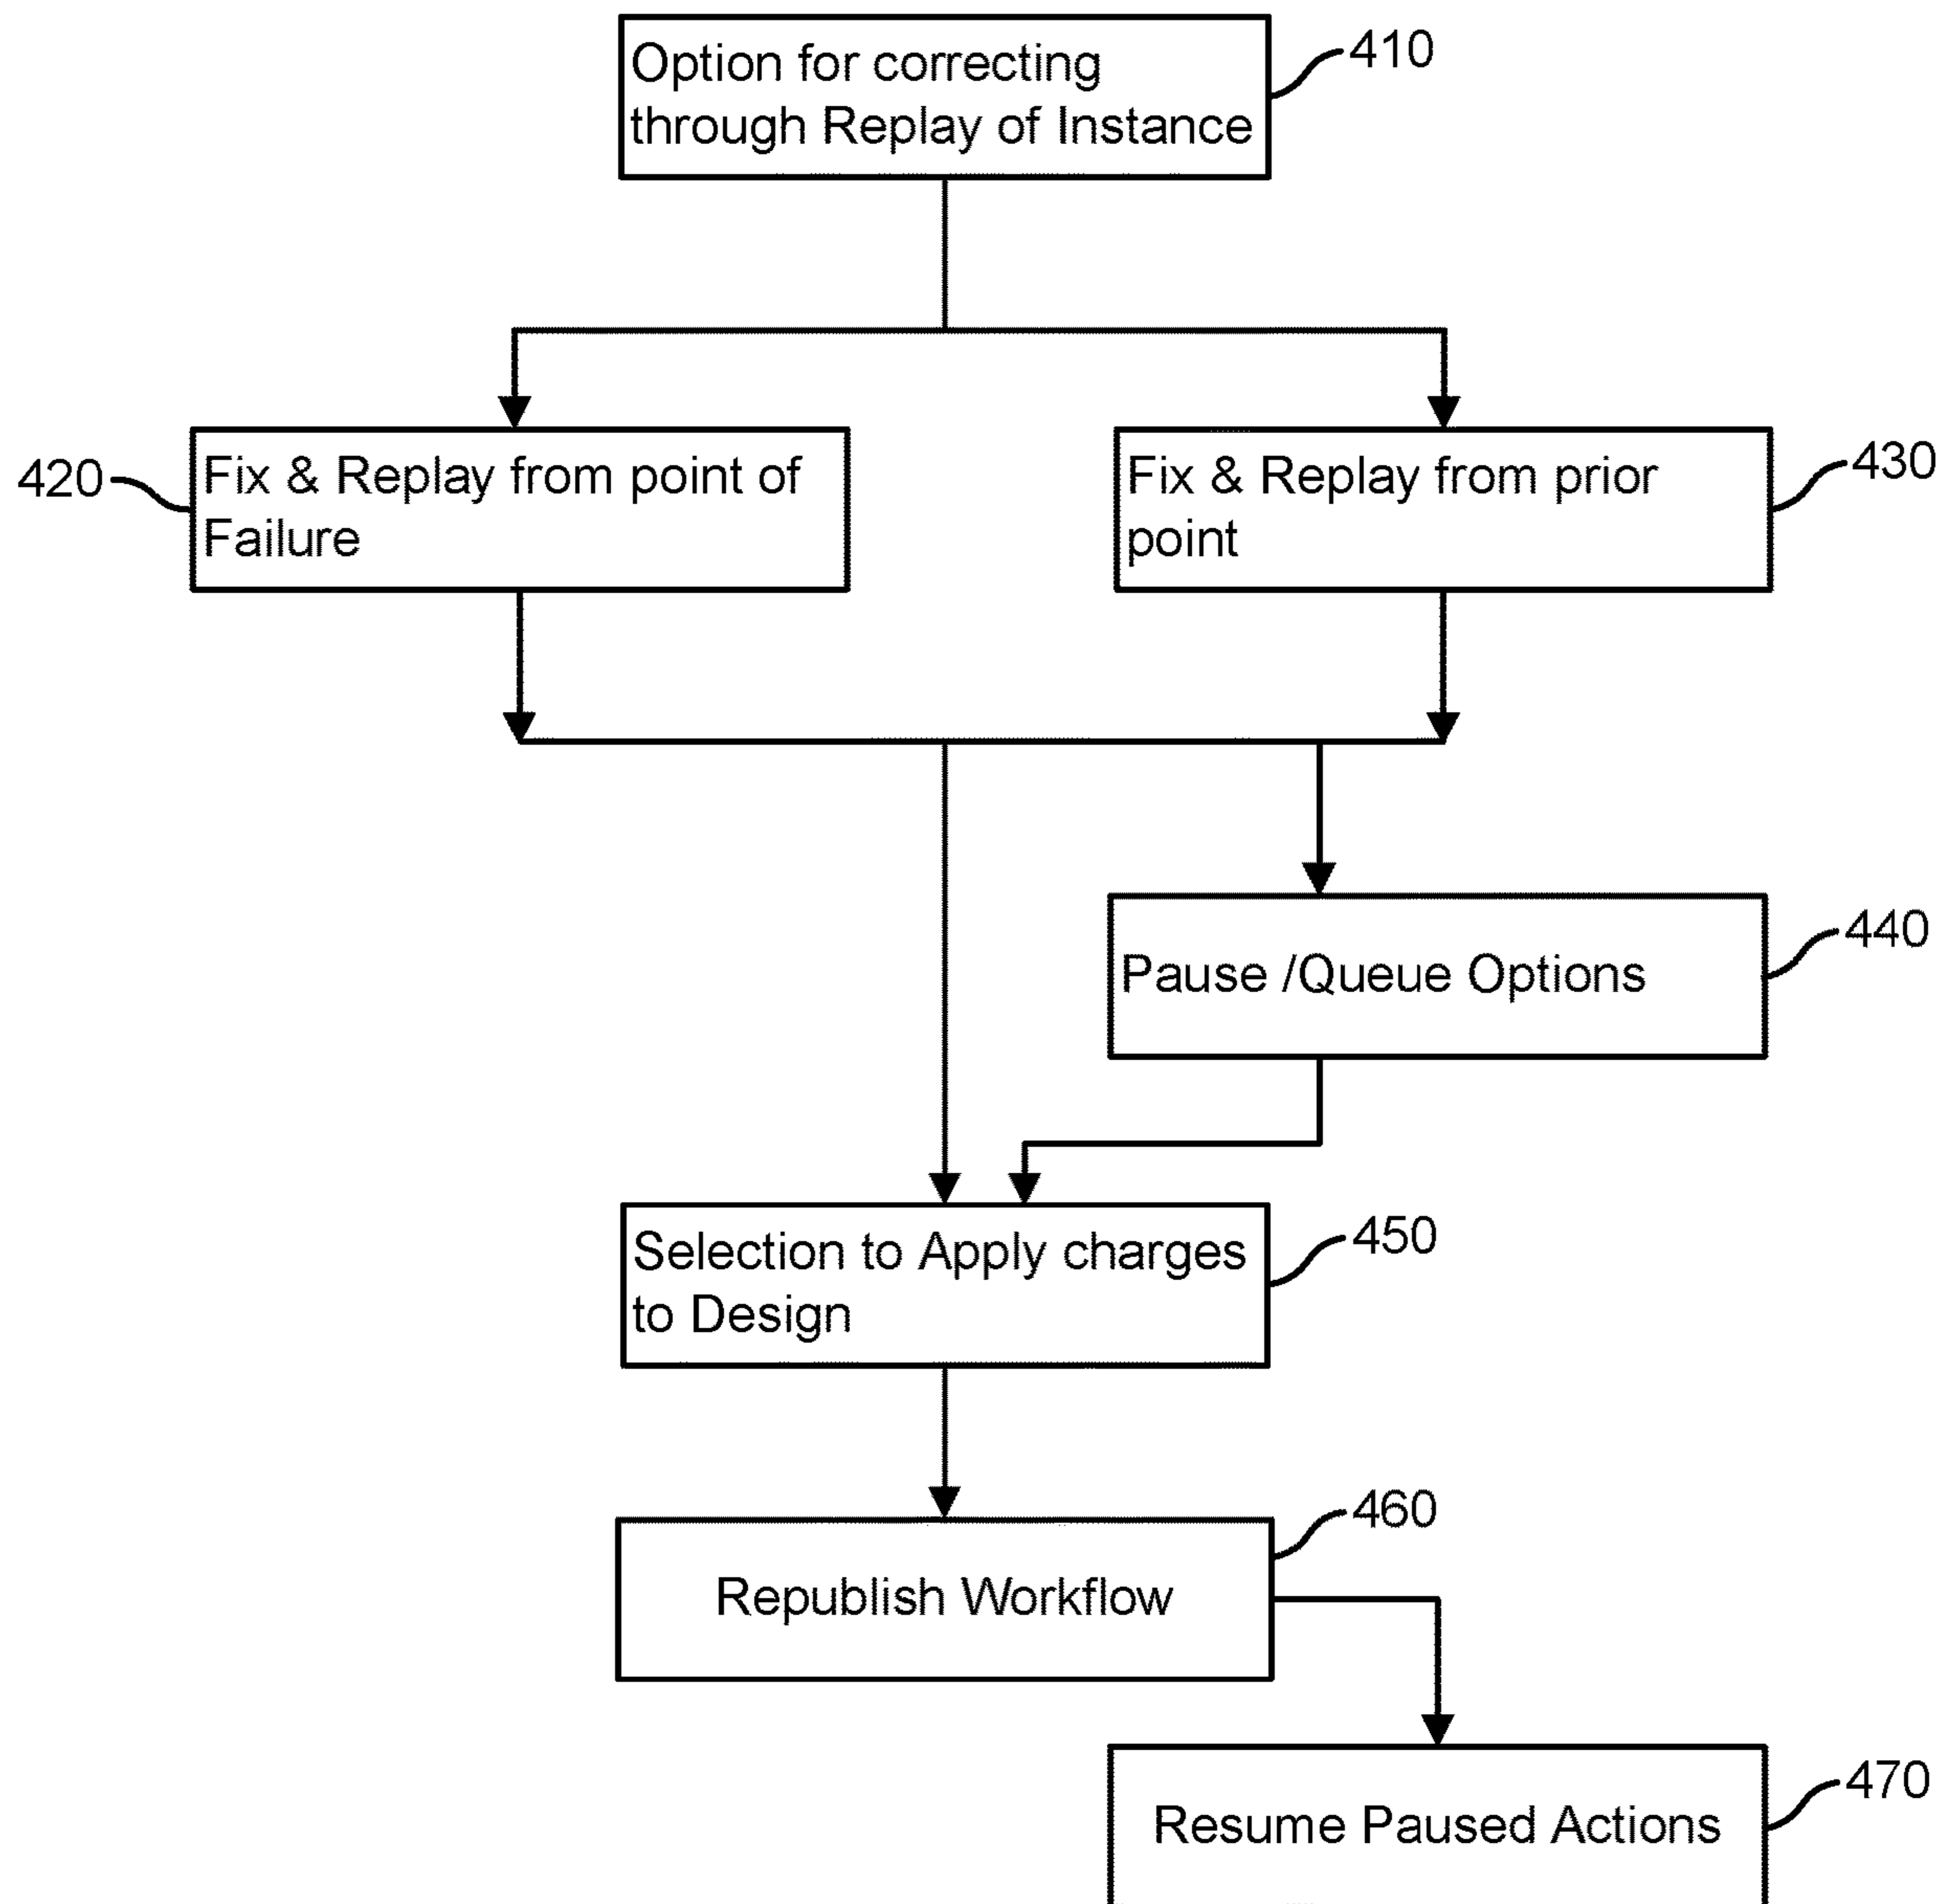 Option for correcting
through Replay of Instance
410
420
Fix & Replay from point of
Failure
Fix & Replay from prior
point
430
Pause /Queue Options
440
Selection to Apply charges
to Design
450
Republish Workflow
460
Resume Paused Actions
470